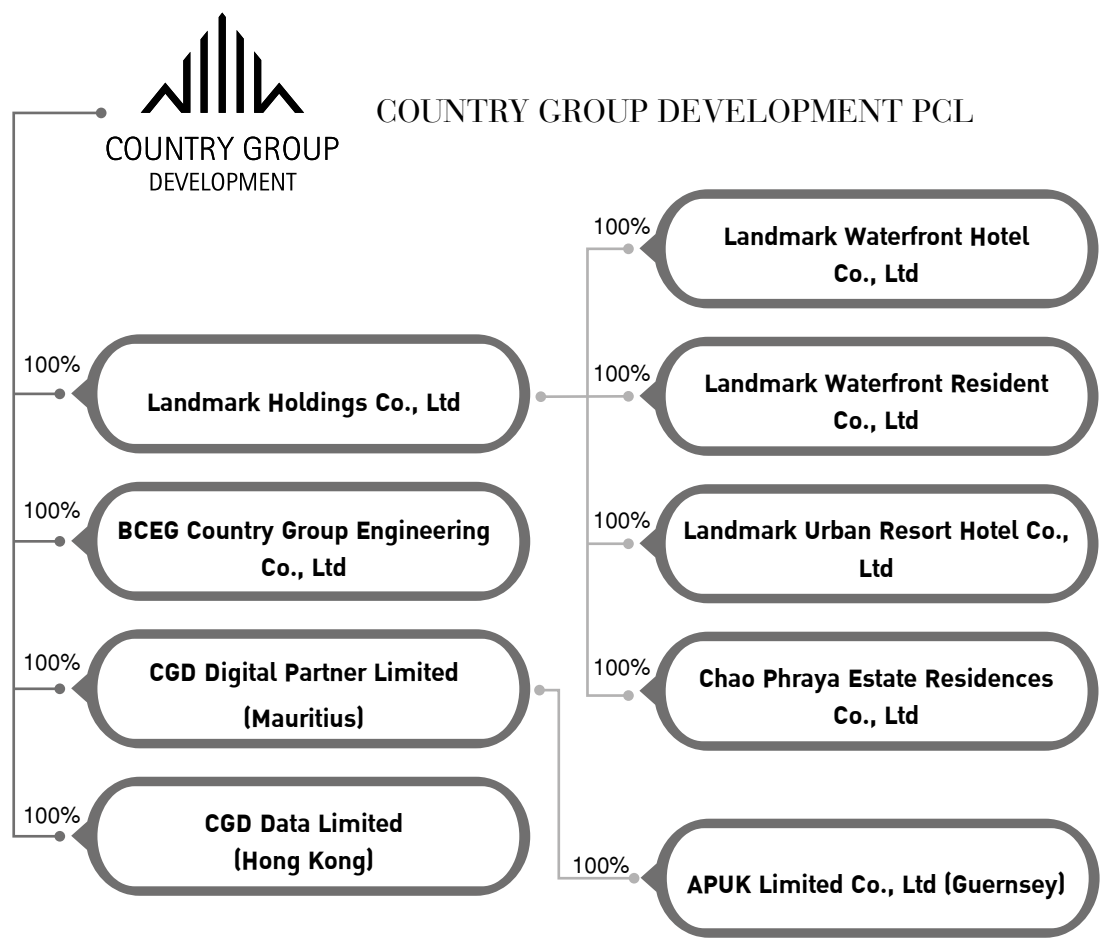 COUNTRY GROUP
DEVELOPMENT
COUNTRY GROUP DEVELOPMENT PCL
100%
Landmark Holdings Co., Ltd
100%
BCEG Country Group Engineering
Co., Ltd
100%
CGD Digital Partner Limited
(Mauritius)
100%
CGD Data Limited
(Hong Kong)
100%
Landmark Waterfront Hotel
Co., Ltd
100%
Landmark Waterfront Resident
Co., Ltd
100%
Landmark Urban Resort Hotel Co.,
Ltd
100%
Chao Phraya Estate Residences
Co., Ltd
100%
APUK Limited Co., Ltd (Guernsey)